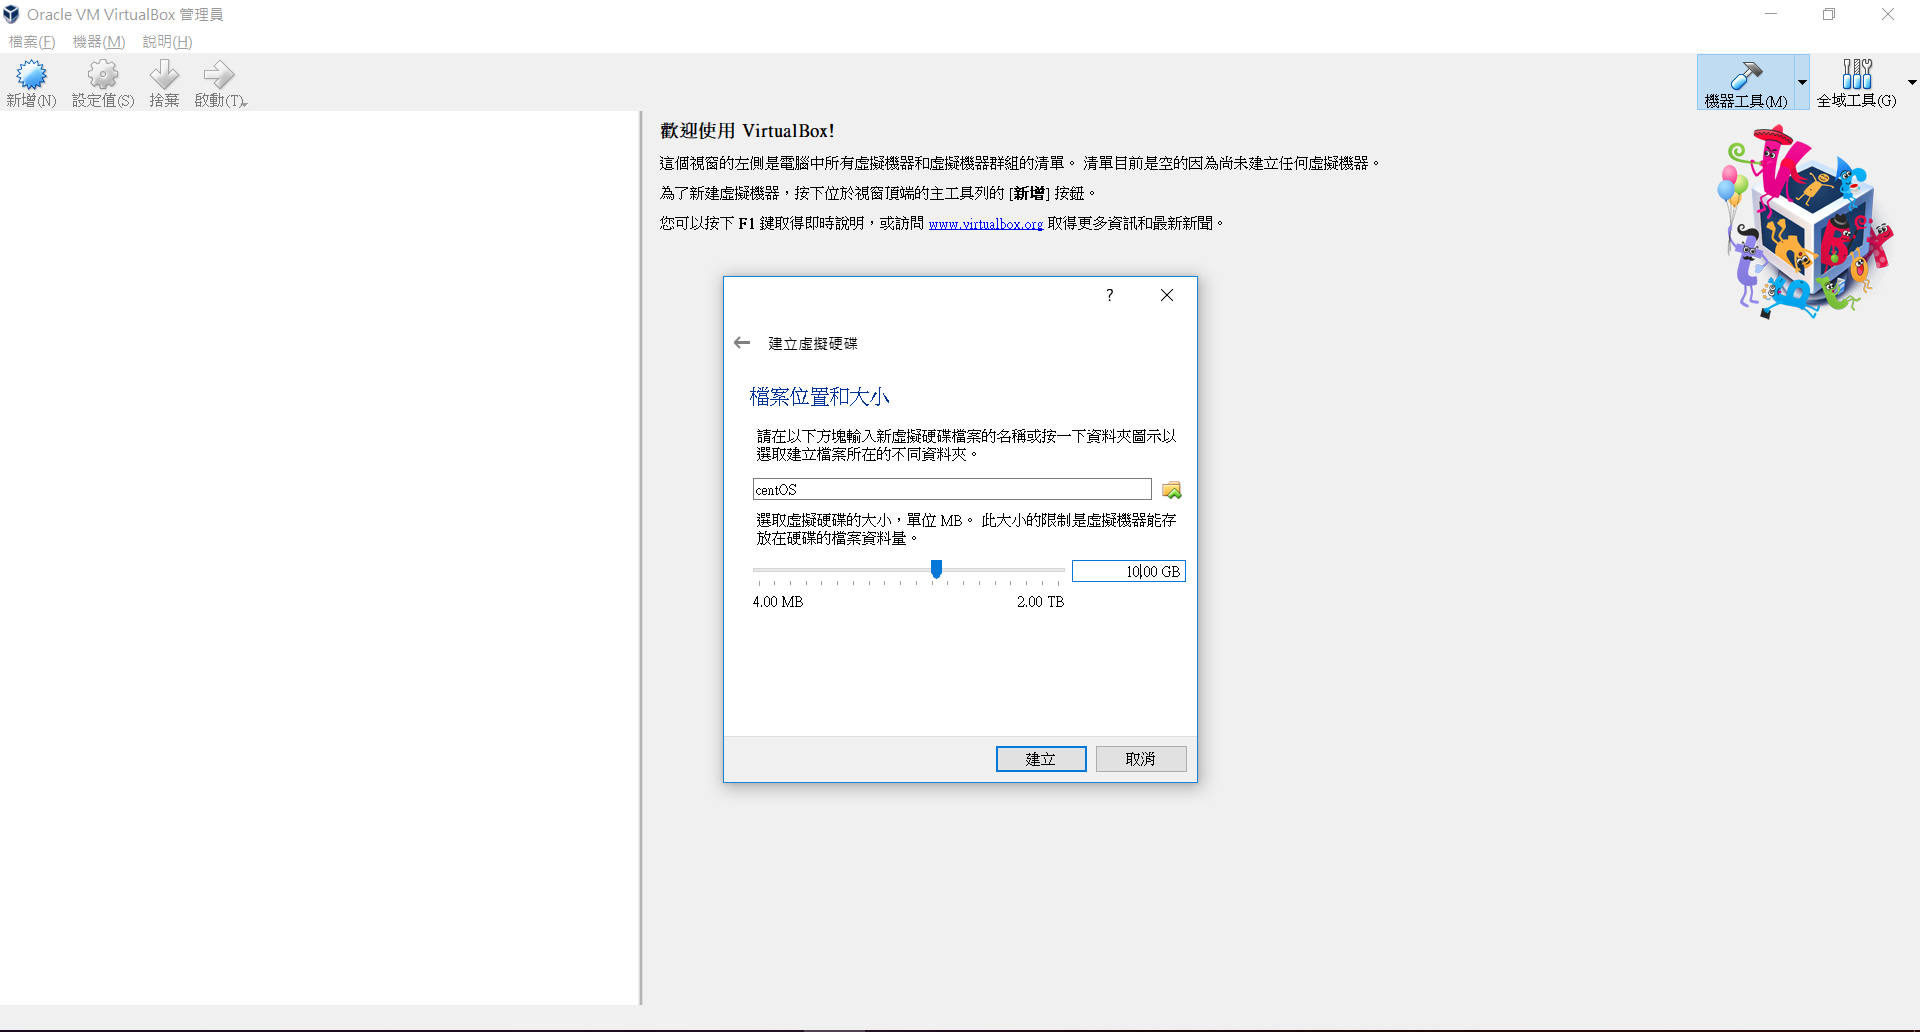 Oracle VM VirtualBox 管理員
檔案(F) 機器(M) 說明(H)
新增(N) 設定值(S) 捨棄 啟動(T)
機器工具(M) 全域工具(G)
歡迎使用 VirtualBox!
這個視窗的左側是電腦中所有虛擬機器和虛擬機器群組的清單。 清單目前是空的因為尚未建立任何虛擬機器。
為了新建虛擬機器，按下位於視窗頂端的主工具列的 [新增] 按鈕。
您可以按下 F1 鍵取得即時說明，或訪問 www.virtualbox.org 取得更多資訊和最新新聞。
?
建立虛擬硬碟
檔案位置和大小
請在以下方塊輸入新虛擬硬碟檔案的名稱或按一下資料夾圖示以
選取建立檔案所在的不同資料夾。
centOS
選取虛擬硬碟的大小，單位 MB。 此大小的限制是虛擬機器能存
放在硬碟的檔案資料量。
10.00 GB
4.00 MB 2.00 TB
建立 取消